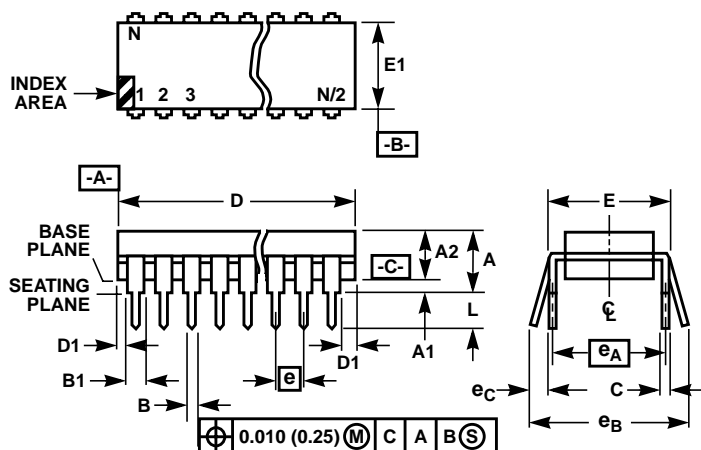 N
E1
INDEX
AREA
1 2 3 N/2
-B-
-A-
D
E
BASE
PLANE
A2
A
-C-
SEATING
PLANE
L
℄
D1
A1
D1
eA
B1
e
eC
C
B
eB
⌖ 0.010 (0.25) Ⓜ C A B Ⓢ